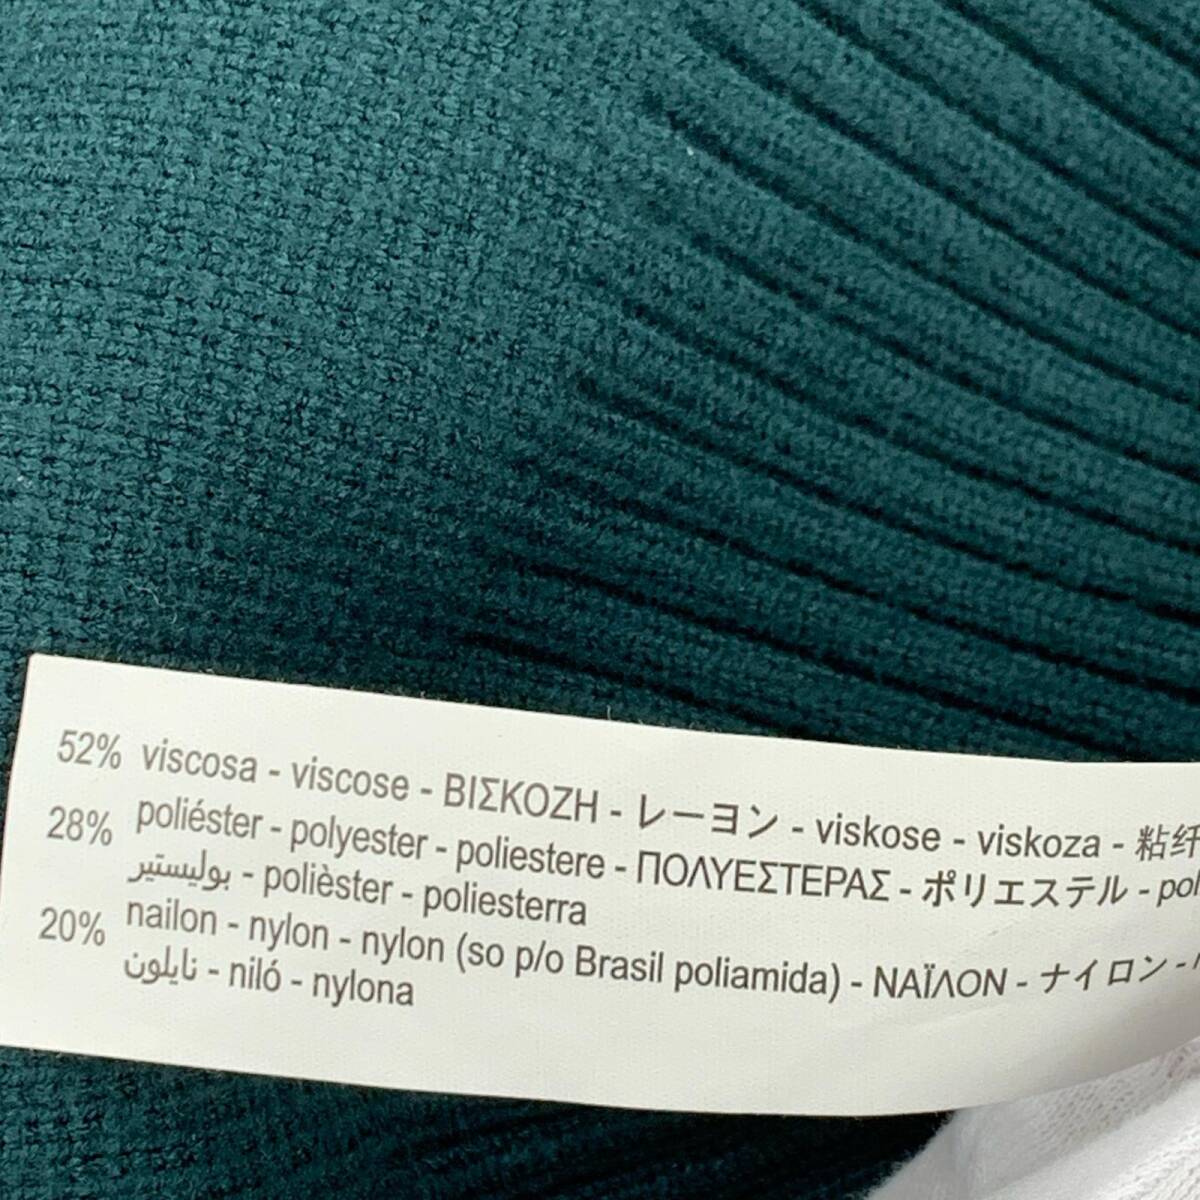 52% viscosa - viscose - ΒΙΣΚΟΖΗ - レーヨン - viskose - viskoza - 粘纤
28% poliéster - polyester - poliestere - ΠΟΛΥΕΣΤΕΡΑΣ - ポリエステル - pol
بوليستير - polièster - poliesterra
20% nailon - nylon - nylon (so p/o Brasil poliamida) - ΝΑΪΛΟΝ - ナイロン -
نايلون - niló - nylona